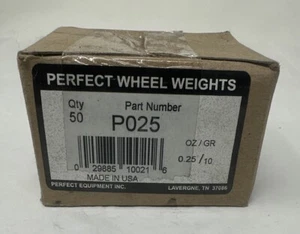 PERFECT WHEEL WEIGHTS
Qty Part Number
50 P025
OZ/GR
0.25/10
0 29885 10021 6
MADE IN USA
PERFECT EQUIPMENT INC. LAVERGNE, TN 37086